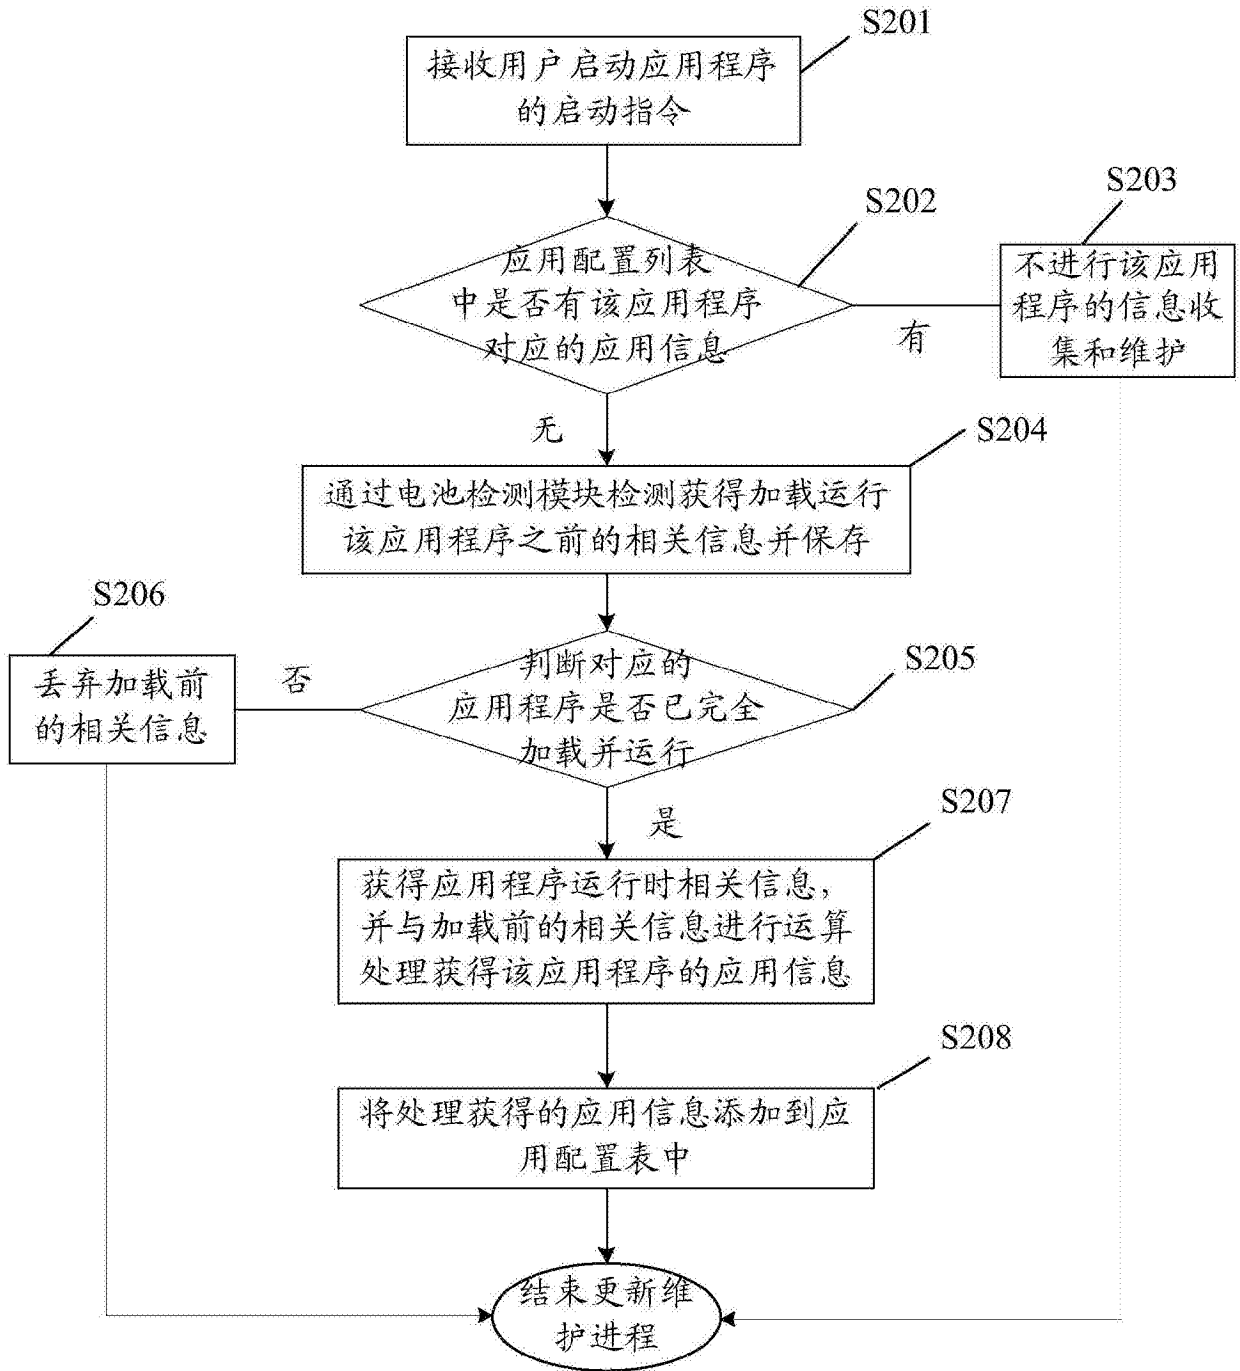 S201
接收用户启动应用程序
的启动指令
S202
应用配置列表
中是否有该应用程序
对应的应用信息
有
S203
不进行该应用
程序的信息收
集和维护
无
S204
通过电池检测模块检测获得加载运行
该应用程序之前的相关信息并保存
S205
判断对应的
应用程序是否已完全
加载并运行
否
S206
丢弃加载前
的相关信息
是
S207
获得应用程序运行时相关信息，
并与加载前的相关信息进行运算
处理获得该应用程序的应用信息
S208
将处理获得的应用信息添加到应
用配置表中
结束更新维
护进程